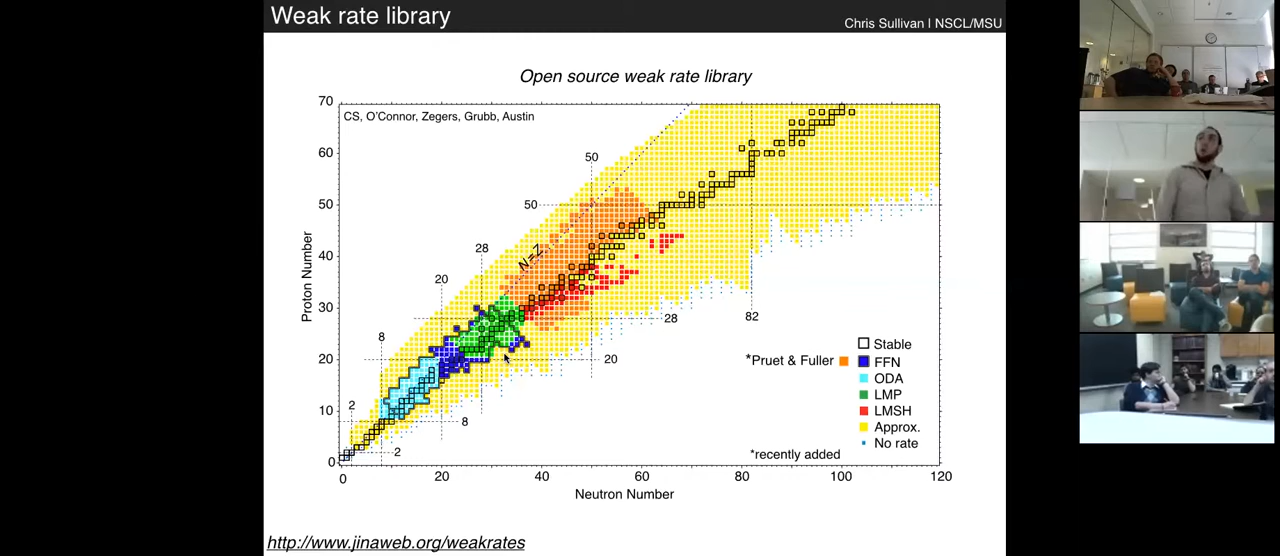 Weak rate library
Chris Sullivan | NSCL/MSU
Open source weak rate library
CS, O'Connor, Zegers, Grubb, Austin
70
60
50
40
30
20
10
0
Proton Number
50
50
28
N=Z
20
8
2
2
8
20
28
82
Stable
*Pruet & Fuller
FFN
ODA
LMP
LMSH
Approx.
No rate
*recently added
0
20
40
60
80
100
120
Neutron Number
http://www.jinaweb.org/weakrates